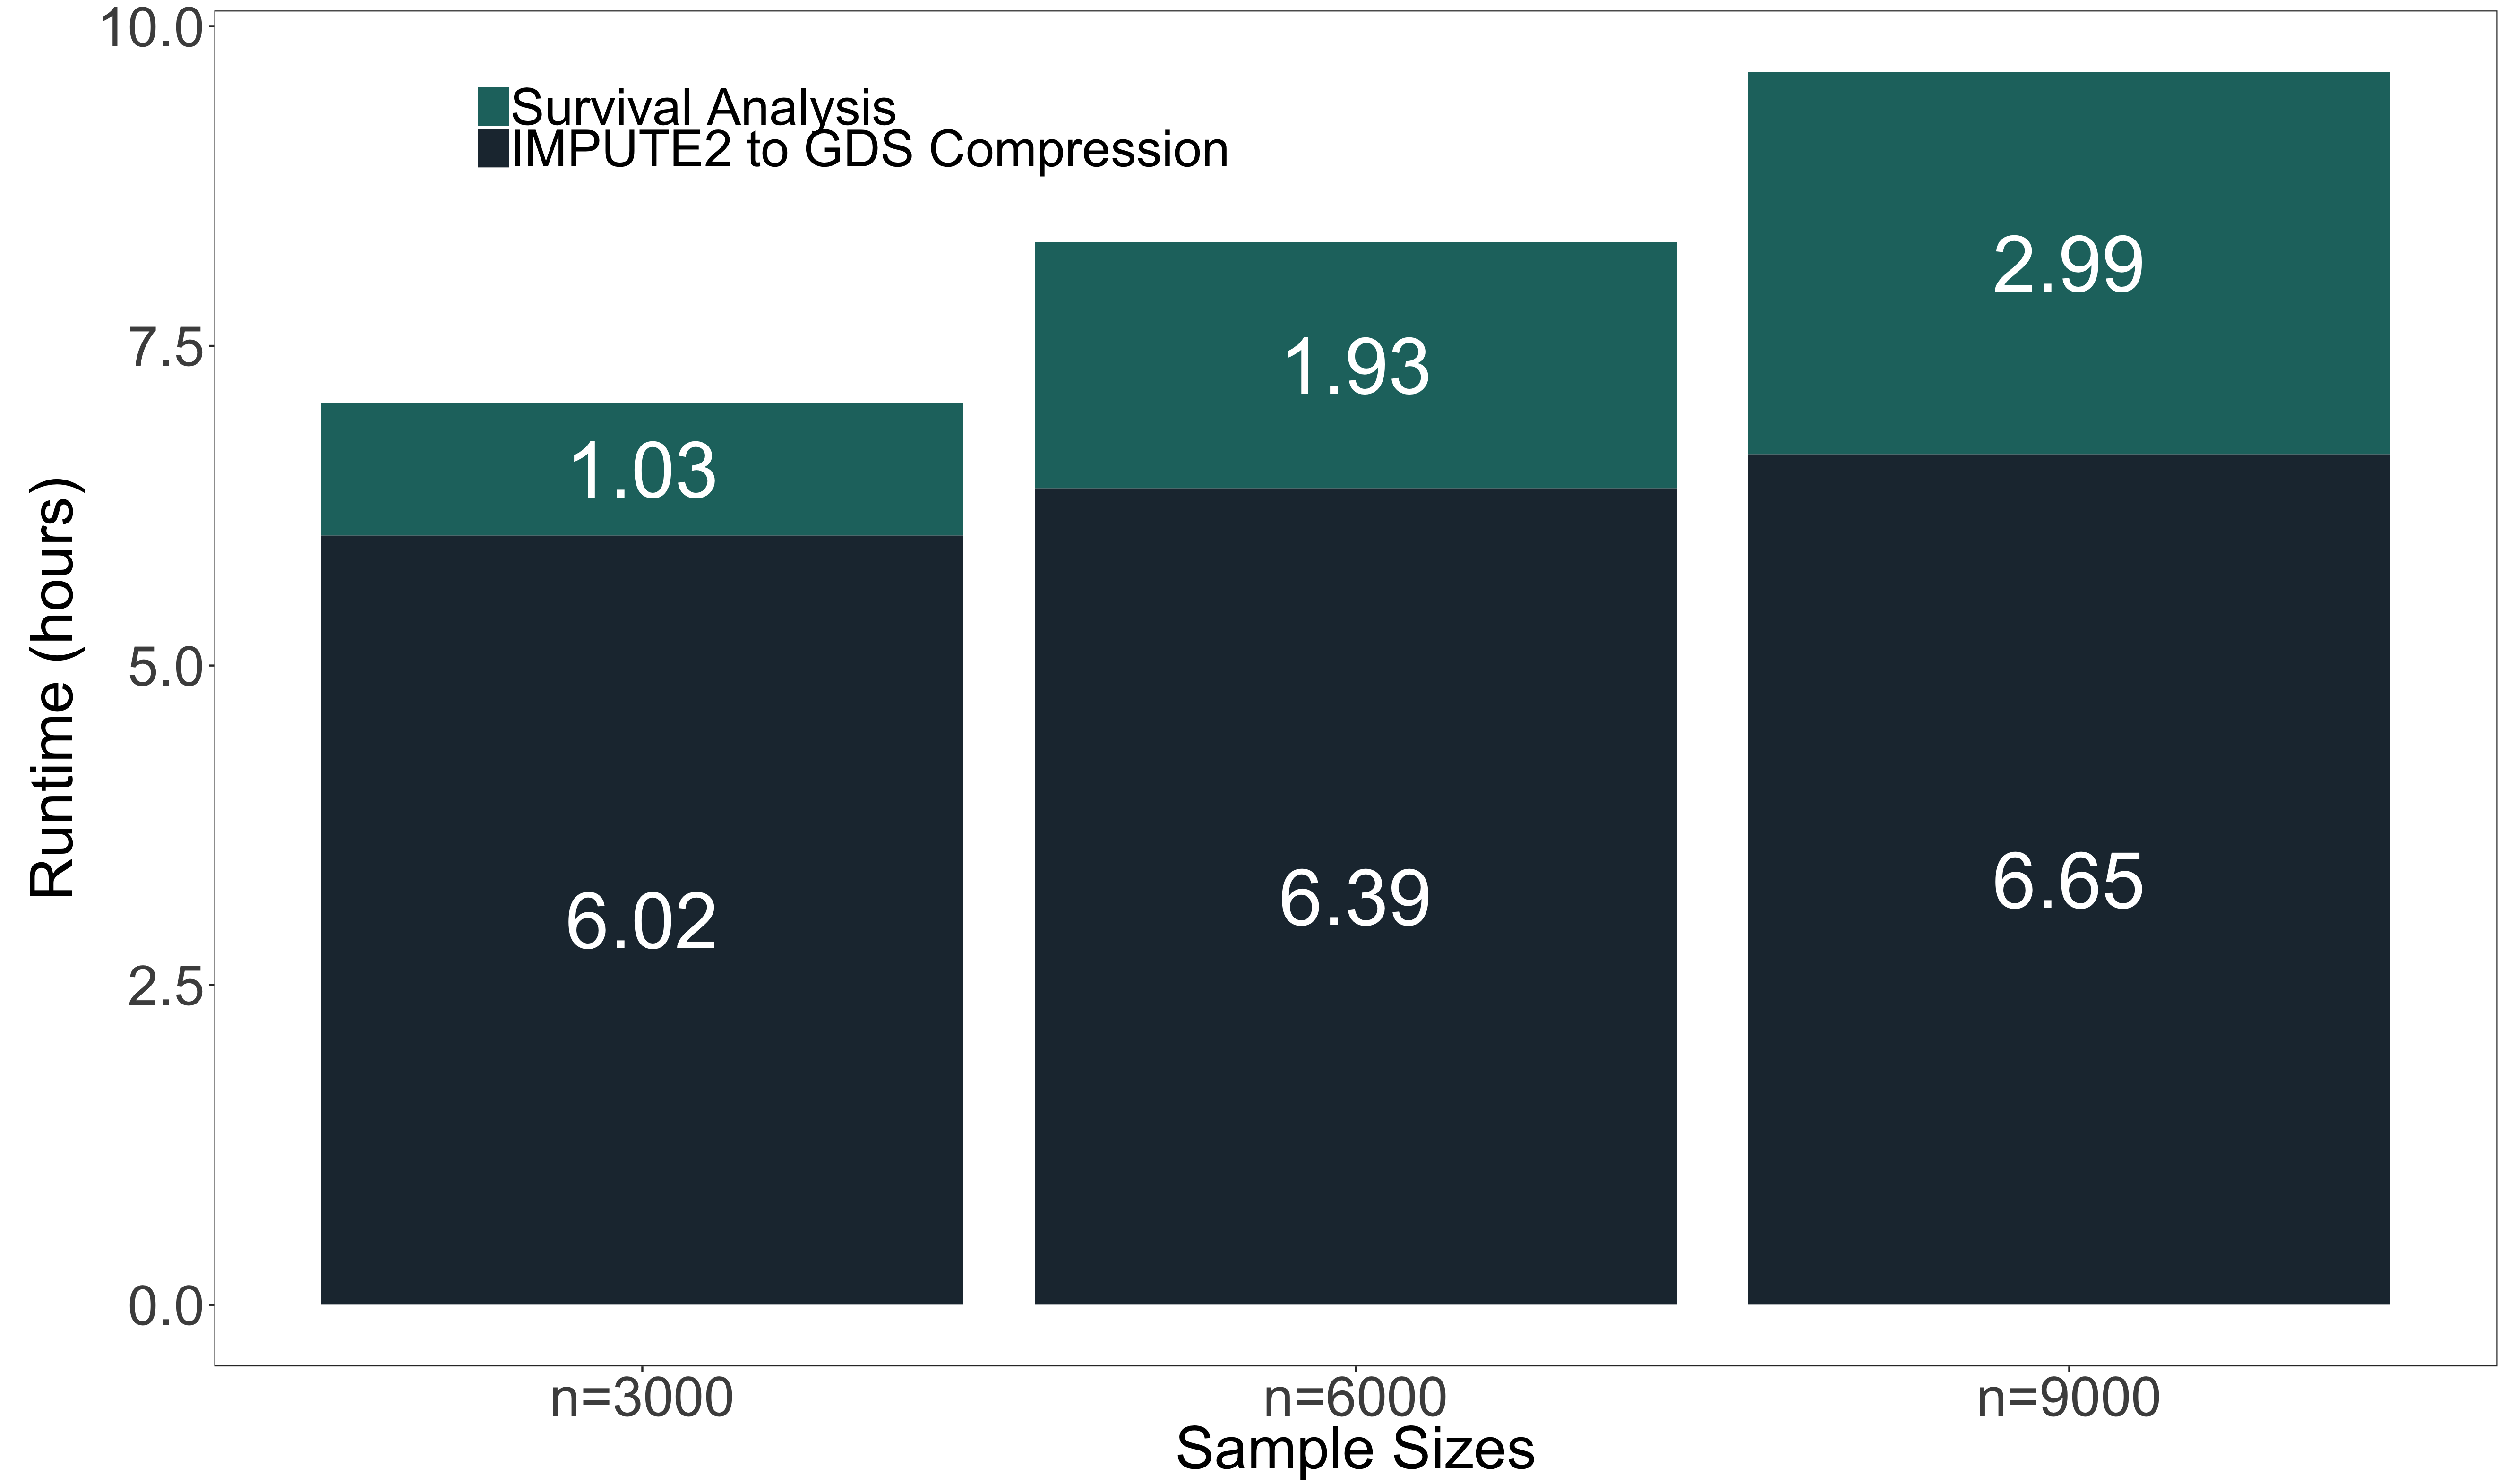 10.0
7.5
5.0
2.5
0.0
Runtime (hours)
Survival Analysis
IMPUTE2 to GDS Compression
1.03
6.02
1.93
6.39
2.99
6.65
n=3000
n=6000
n=9000
Sample Sizes